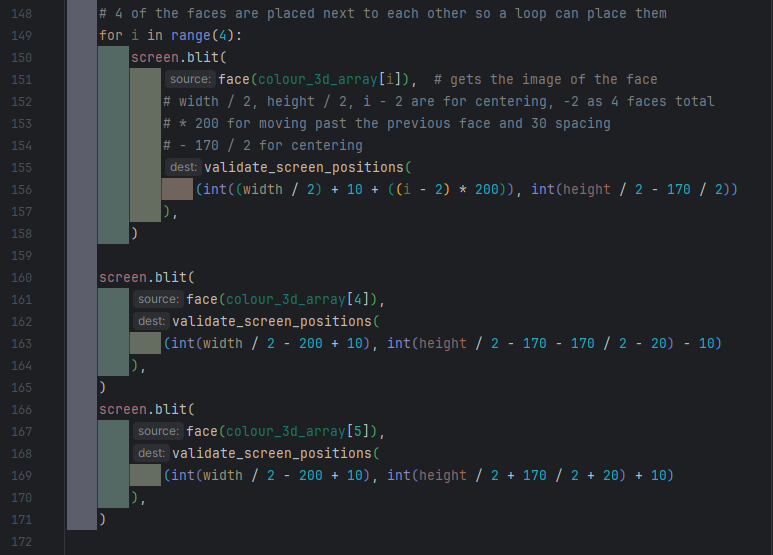 148 # 4 of the faces are placed next to each other so a loop can place them
149 for i in range(4):
150 screen.blit(
151 source: face(colour_3d_array[i]), # gets the image of the face
152 # width / 2, height / 2, i - 2 are for centering, -2 as 4 faces total
153 # * 200 for moving past the previous face and 30 spacing
154 # - 170 / 2 for centering
155 dest: validate_screen_positions(
156 (int((width / 2) + 10 + ((i - 2) * 200)), int(height / 2 - 170 / 2))
157 ),
158 )
159
160 screen.blit(
161 source: face(colour_3d_array[4]),
162 dest: validate_screen_positions(
163 (int(width / 2 - 200 + 10), int(height / 2 - 170 - 170 / 2 - 20) - 10)
164 ),
165 )
166 screen.blit(
167 source: face(colour_3d_array[5]),
168 dest: validate_screen_positions(
169 (int(width / 2 - 200 + 10), int(height / 2 + 170 / 2 + 20) + 10)
170 ),
171 )
172